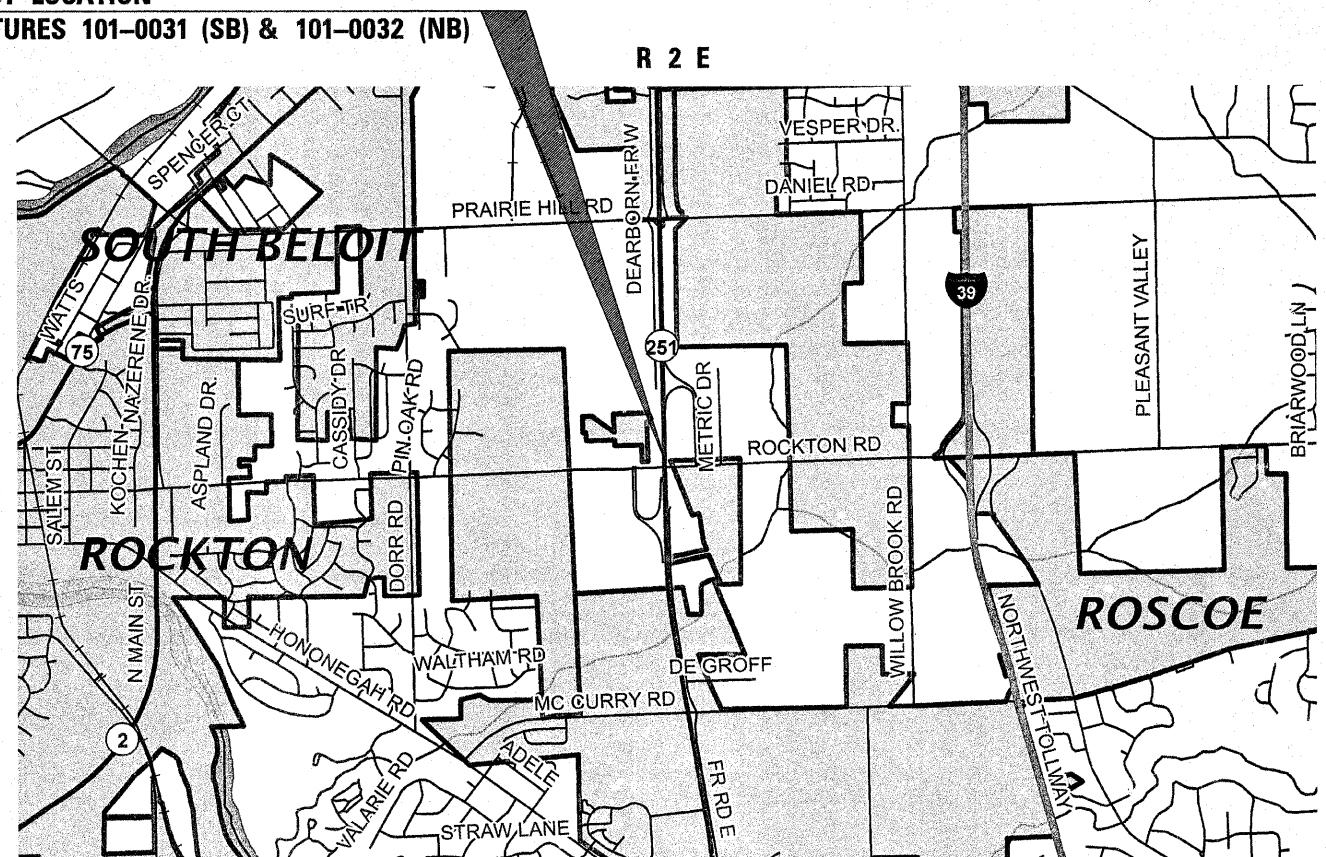 LOCATION
TURES 101-0031 (SB) & 101-0032 (NB)
R 2 E
SPENCER CT
VESPER DR.
DANIEL RD
PRAIRIE HILL RD
DEARBORN FR W
SOUTH BELOIT
WATTS
NAZERENE DR.
SURF TR
39
PLEASANT VALLEY
BRIARWOOD LN
75
251
ASPLAND DR.
CASSIDY DR
PIN OAK RD
METRIC DR
ROCKTON RD
SALEM ST
KOCHEN
DORR RD
WILLOW BROOK RD
ROCKTON
N MAIN ST
HONONEGAH RD
WALTHAM RD
DE GROFF
MC CURRY RD
NORTHWEST TOLLWAY
ROSCOE
2
VALARIE RD
ADELE
FR RD E
STRAW LANE